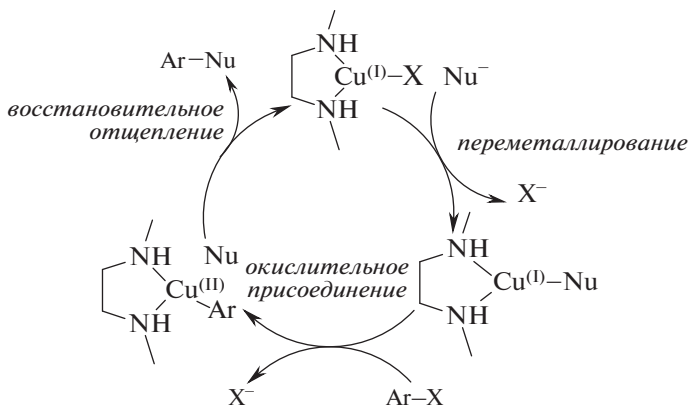 NH
Cu(I)–X
NH
Nu–
переметаллирование
X–
NH
Cu(I)–Nu
NH
окислительное
присоединение
Ar–X
X–
Nu
NH
Cu(II)
Ar
NH
восстановительное
отщепление
Ar–Nu